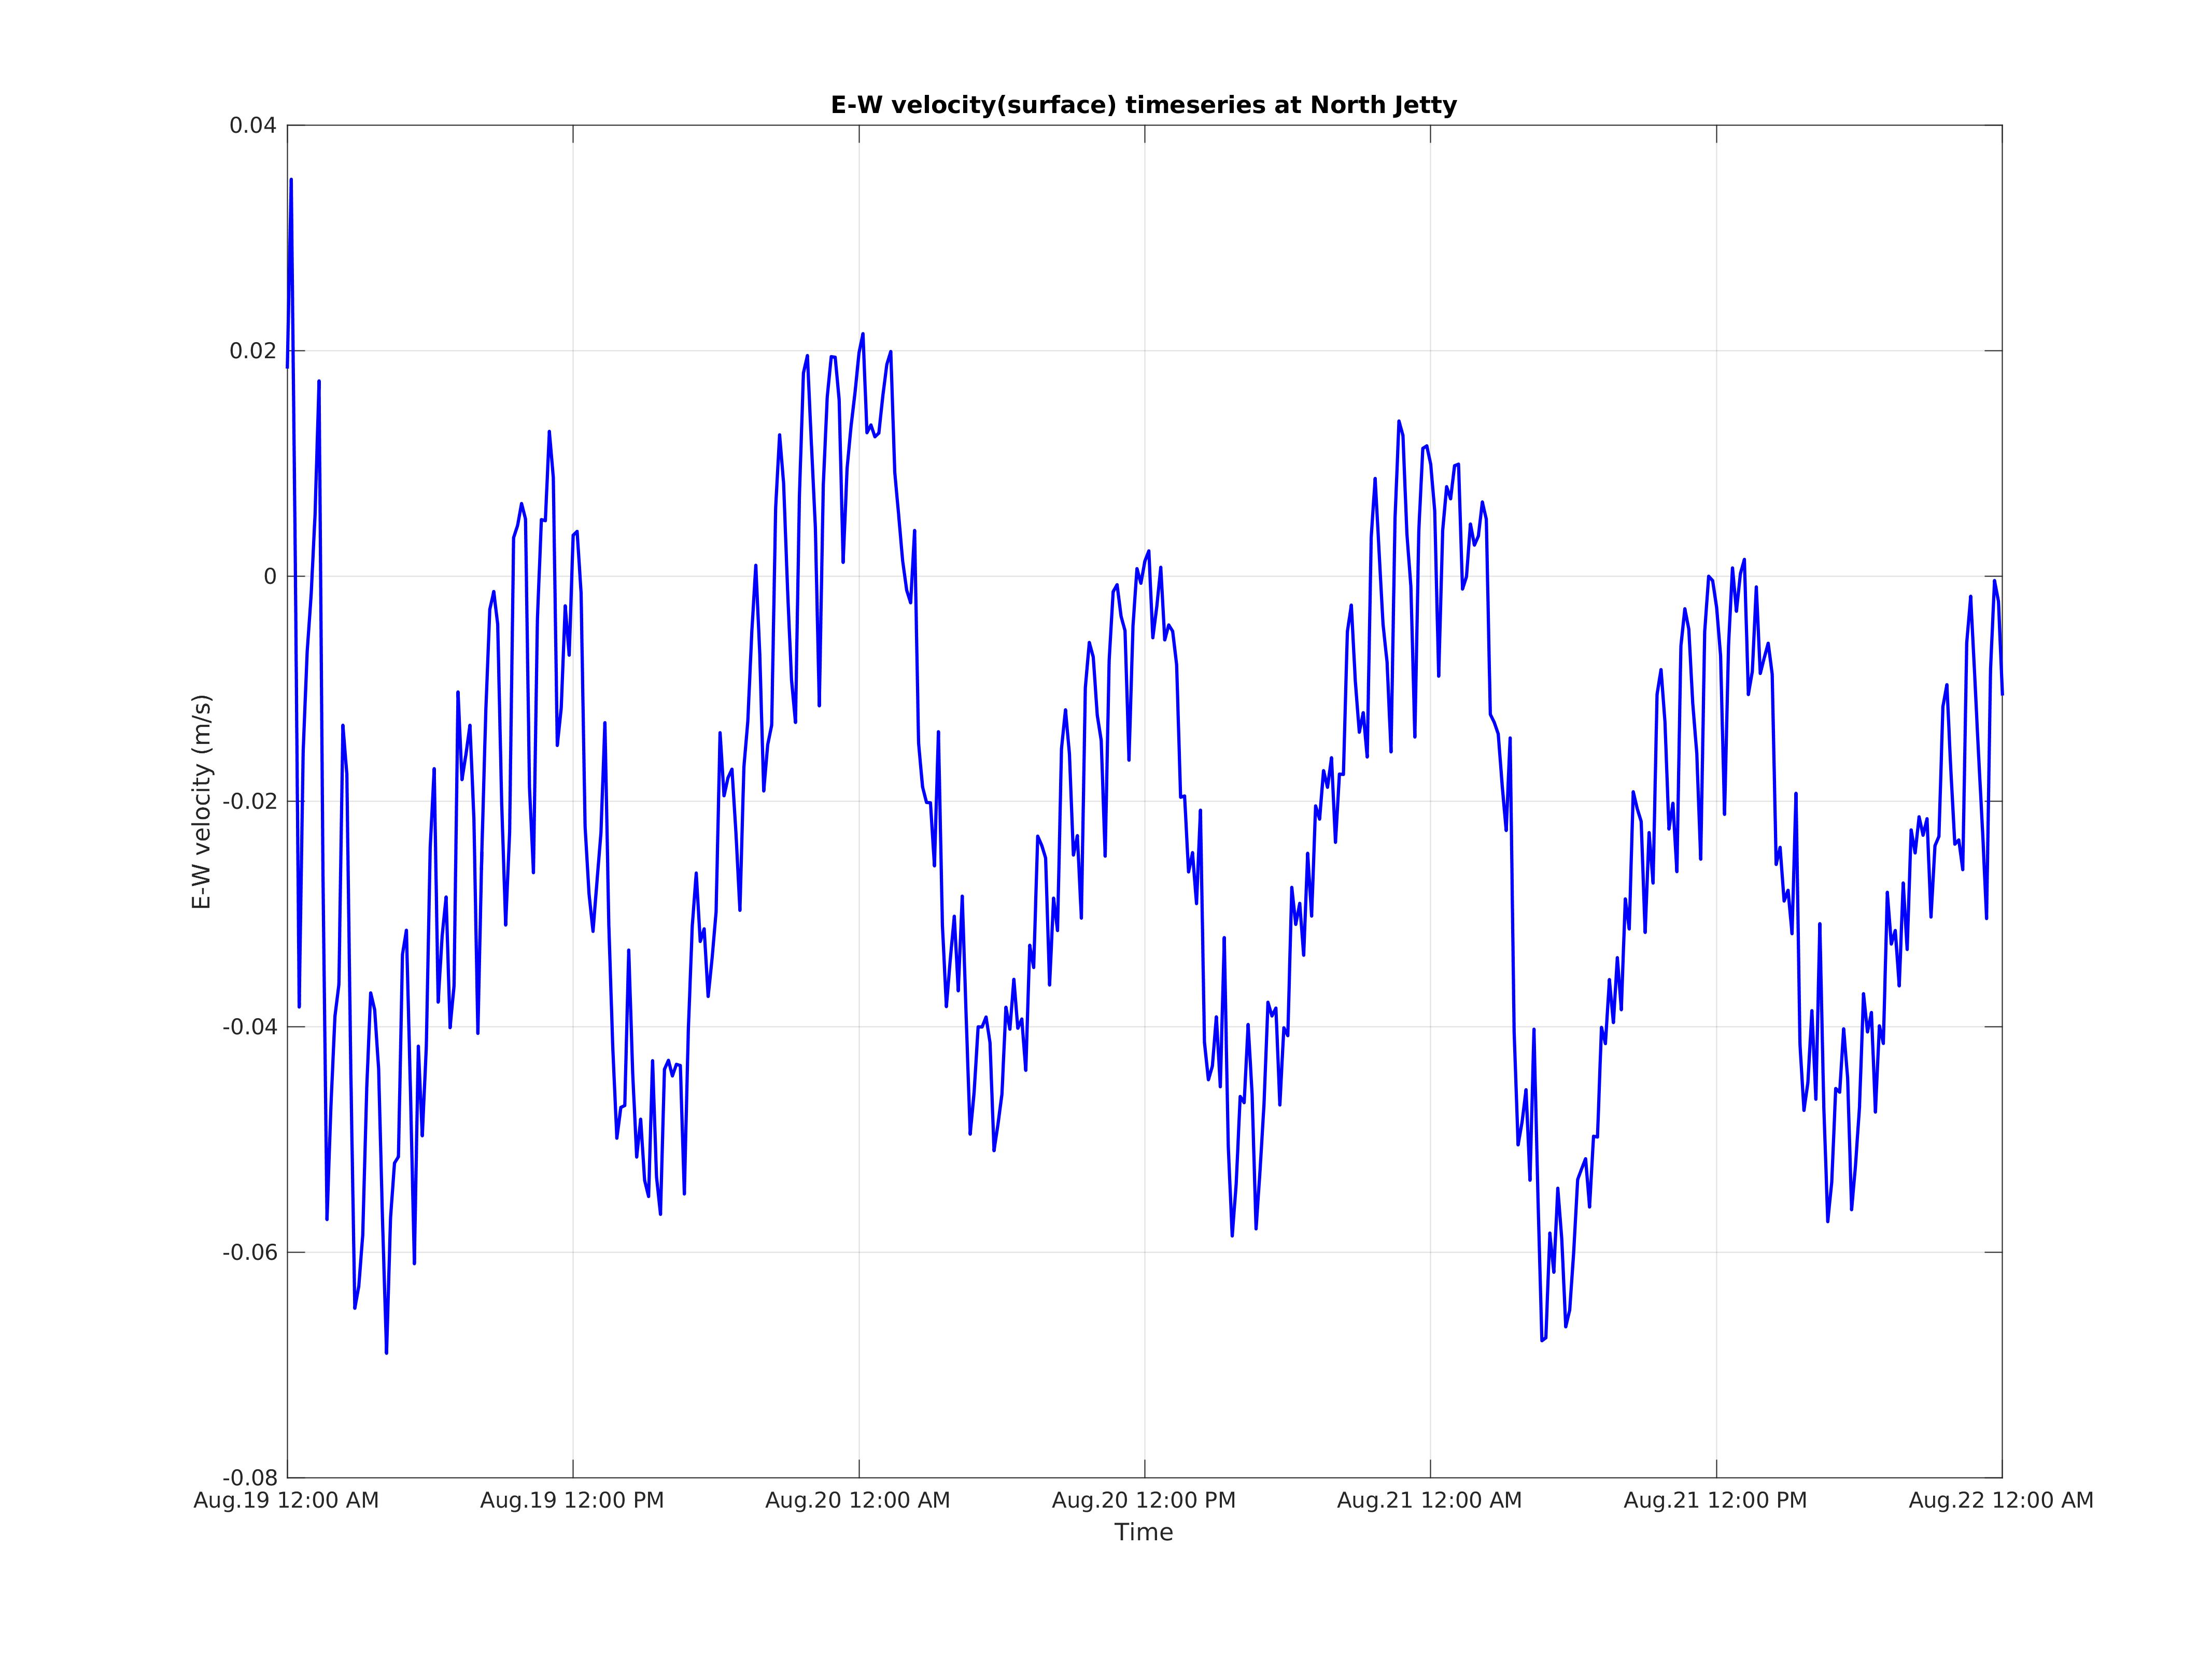 E-W velocity(surface) timeseries at North Jetty
0.04
0.02
0
-0.02
-0.04
-0.06
-0.08
E-W velocity (m/s)
Aug.19 12:00 AM Aug.19 12:00 PM Aug.20 12:00 AM Aug.20 12:00 PM Aug.21 12:00 AM Aug.21 12:00 PM Aug.22 12:00 AM
Time